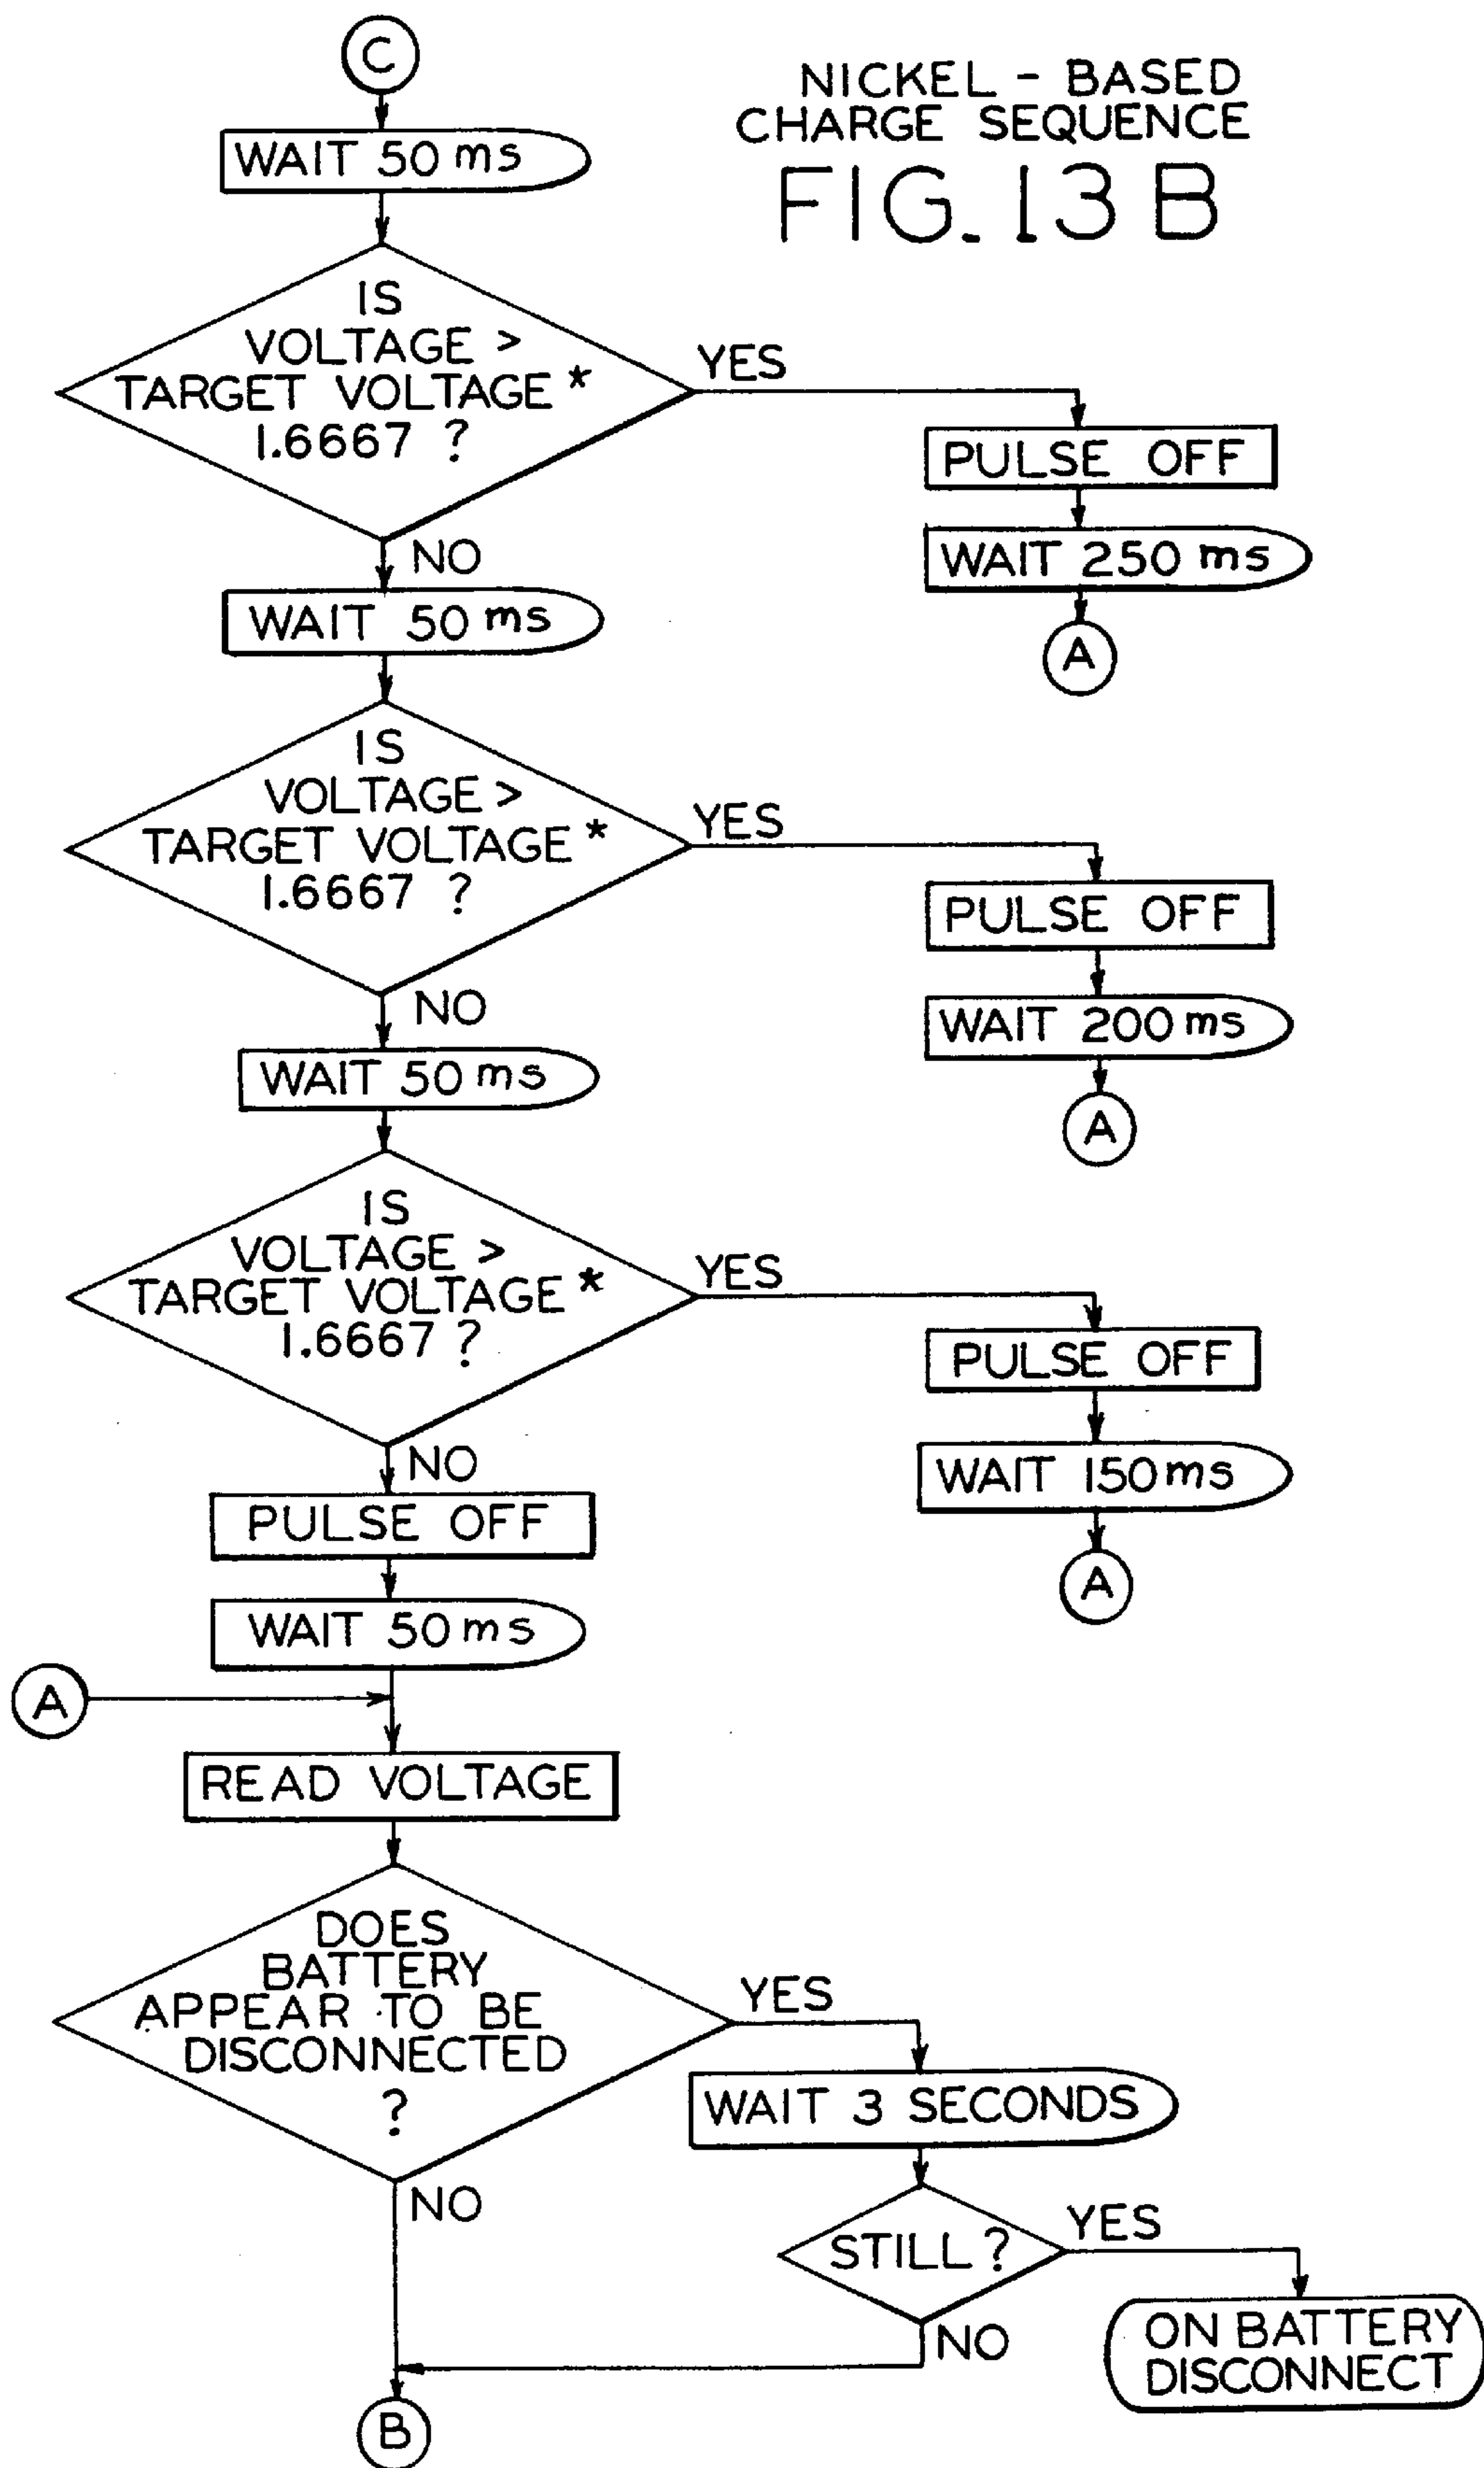 C
NICKEL - BASED
CHARGE SEQUENCE
FIG. 13 B
WAIT 50 ms
IS
VOLTAGE >
TARGET VOLTAGE *
1.6667 ?
YES
PULSE OFF
WAIT 250 ms
A
NO
WAIT 50 ms
IS
VOLTAGE >
TARGET VOLTAGE *
1.6667 ?
YES
PULSE OFF
WAIT 200 ms
A
NO
WAIT 50 ms
IS
VOLTAGE >
TARGET VOLTAGE *
1.6667 ?
YES
PULSE OFF
WAIT 150 ms
A
NO
PULSE OFF
WAIT 50 ms
A
READ VOLTAGE
DOES
BATTERY
APPEAR TO BE
DISCONNECTED
?
YES
WAIT 3 SECONDS
NO
STILL ?
YES
ON BATTERY
DISCONNECT
NO
B